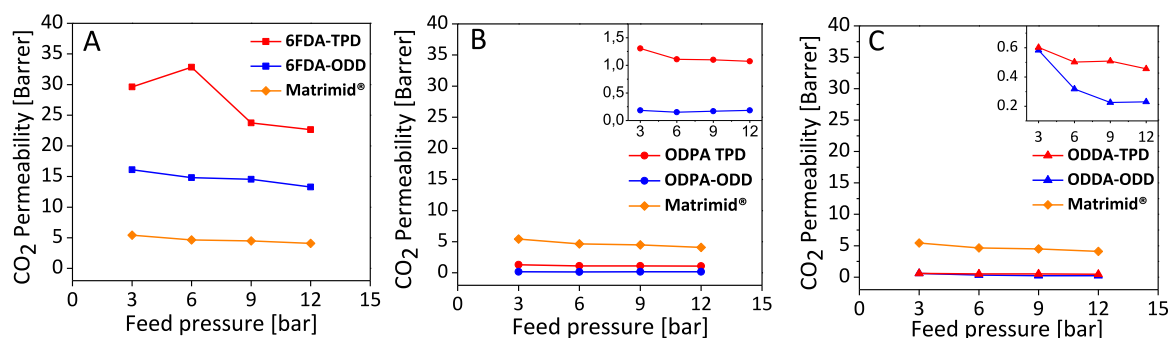 A
40
35
30
25
20
15
10
5
0
CO2 Permeability [Barrer]
6FDA-TPD
6FDA-ODD
Matrimid®
0 3 6 9 12 15
Feed pressure [bar]
B
40
35
30
25
20
15
10
5
0
CO2 Permeability [Barrer]
1,5
1,0
0,5
0,0
3 6 9 12
ODPA TPD
ODPA-ODD
Matrimid®
0 3 6 9 12 15
Feed pressure [bar]
C
40
35
30
25
20
15
10
5
0
CO2 Permeability [Barrer]
0.6
0.4
0.2
3 6 9 12
ODDA-TPD
ODDA-ODD
Matrimid®
0 3 6 9 12 15
Feed pressure [bar]